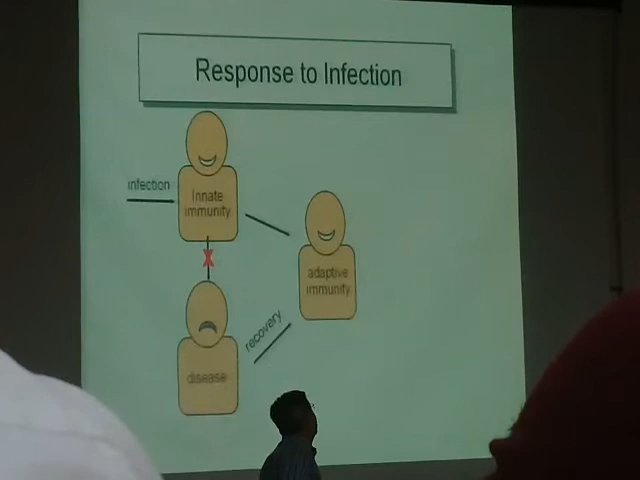 Response to Infection
infection
Innate
immunity
adaptive
immunity
recovery
disease